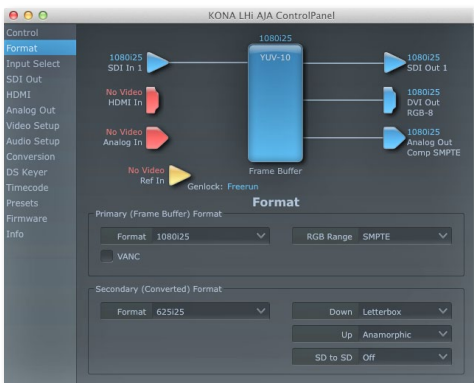 KONA LHi AJA ControlPanel
Control
Format
Input Select
SDI Out
HDMI
Analog Out
Video Setup
Audio Setup
Conversion
DS Keyer
Timecode
Presets
Firmware
Info
1080i25
YUV-10
Frame Buffer
1080i25
SDI In 1
No Video
HDMI In
No Video
Analog In
No Video
Ref In
Genlock: Freerun
1080i25
SDI Out 1
1080i25
DVI Out
RGB-8
1080i25
Analog Out
Comp SMPTE
Format
Primary (Frame Buffer) Format
Format 1080i25
RGB Range SMPTE
VANC
Secondary (Converted) Format
Format 625i25
Down Letterbox
Up Anamorphic
SD to SD Off